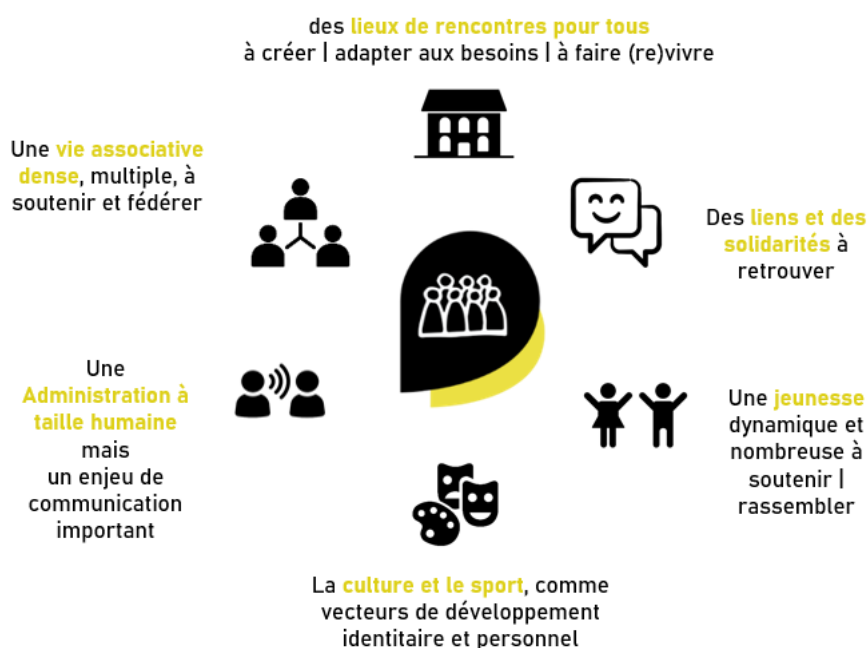 des lieux de rencontres pour tous
à créer | adapter aux besoins | à faire (re)vivre
Une vie associative
dense, multiple, à
soutenir et fédérer
Des liens et des
solidarités à
retrouver
Une
Administration à
taille humaine
mais
un enjeu de
communication
important
Une jeunesse
dynamique et
nombreuse à
soutenir |
rassembler
La culture et le sport, comme
vecteurs de développement
identitaire et personnel